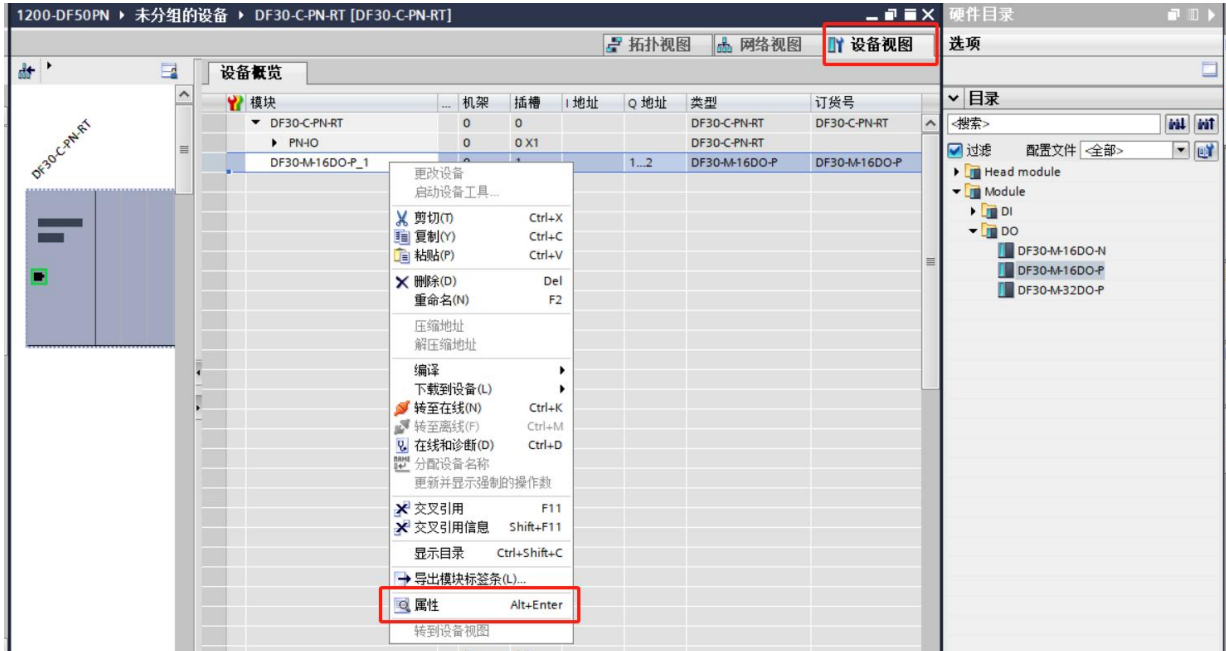 1200-DF50PN ▸ 未分组的设备 ▸ DF30-C-PN-RT [DF30-C-PN-RT]
拓扑视图 网络视图 设备视图
设备概览
模块 ... 机架 插槽 I 地址 Q 地址 类型 订货号
DF30-C-PN-RT 0 0 DF30-C-PN-RT DF30-C-PN-RT
PN-IO 0 0 X1 DF30-C-PN-RT
DF30-M-16DO-P_1 0 1 1...2 DF30-M-16DO-P DF30-M-16DO-P
DF30-C-PN-RT
更改设备
启动设备工具...
剪切(T) Ctrl+X
复制(Y) Ctrl+C
粘贴(P) Ctrl+V
删除(D) Del
重命名(N) F2
压缩地址
解压缩地址
编译
下载到设备(L)
转至在线(N) Ctrl+K
转至离线(F) Ctrl+M
在线和诊断(D) Ctrl+D
分配设备名称
更新并显示强制的操作数
交叉引用 F11
交叉引用信息 Shift+F11
显示目录 Ctrl+Shift+C
导出模块标签条(L)...
属性 Alt+Enter
转到设备视图
硬件目录
选项
目录
<搜索>
过滤 配置文件 <全部>
Head module
Module
DI
DO
DF30-M-16DO-N
DF30-M-16DO-P
DF30-M-32DO-P